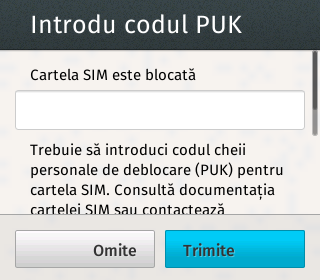 Introdu codul PUK
Cartela SIM este blocată
Trebuie să introduci codul cheii
personale de deblocare (PUK) pentru
cartela SIM. Consultă documentația
cartelei SIM sau contactează
Omite
Trimite